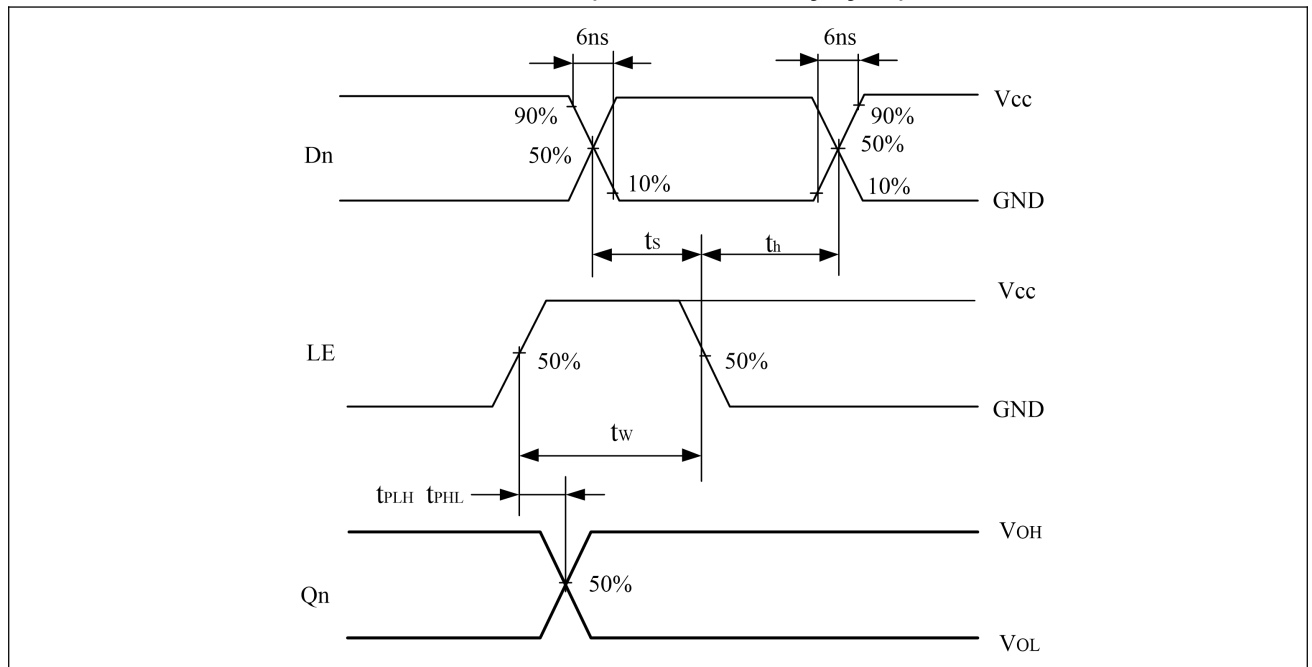 6ns 6ns
Vcc
90% 90%
Dn 50% 50%
10% 10%
GND
ts th
Vcc
LE 50% 50%
GND
tw
tPLH tPHL
VOH
Qn 50%
VOL